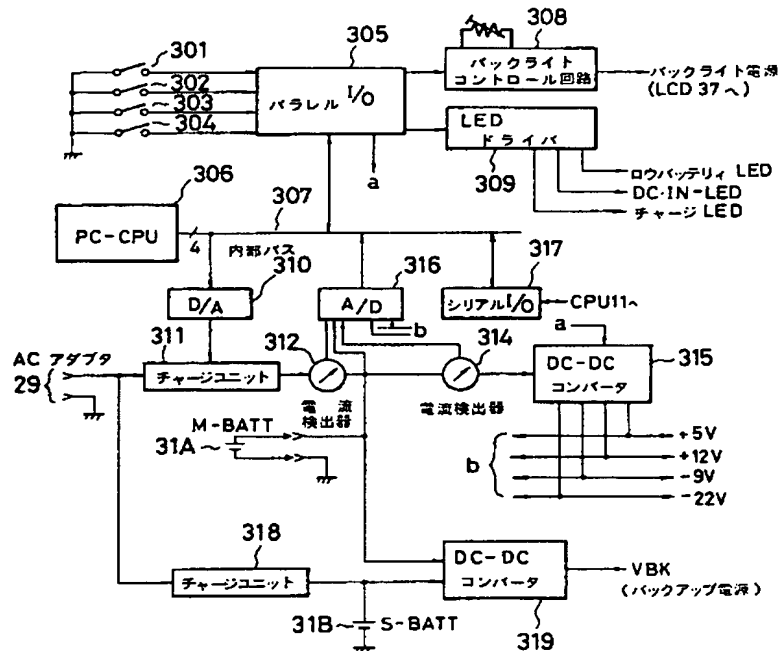 301
302
303
304
305
パラレル I/O
a
308
バックライト
コントロール回路
バックライト電源
(LCD 37へ)
LED
ドライバ
309
ロウバッテリィ LED
DC・IN-LED
チャージ LED
306
PC-CPU
4
307
内部バス
310
D/A
316
A/D
b
317
シリアル I/O
CPU11へ
311
チャージユニット
AC アダプタ
29
312
電流
検出器
314
電流検出器
a
315
DC-DC
コンバータ
M-BATT
31A
b
+5V
+12V
-9V
-22V
318
チャージユニット
31B
S-BATT
DC-DC
コンバータ
319
VBK
(バックアップ電源)